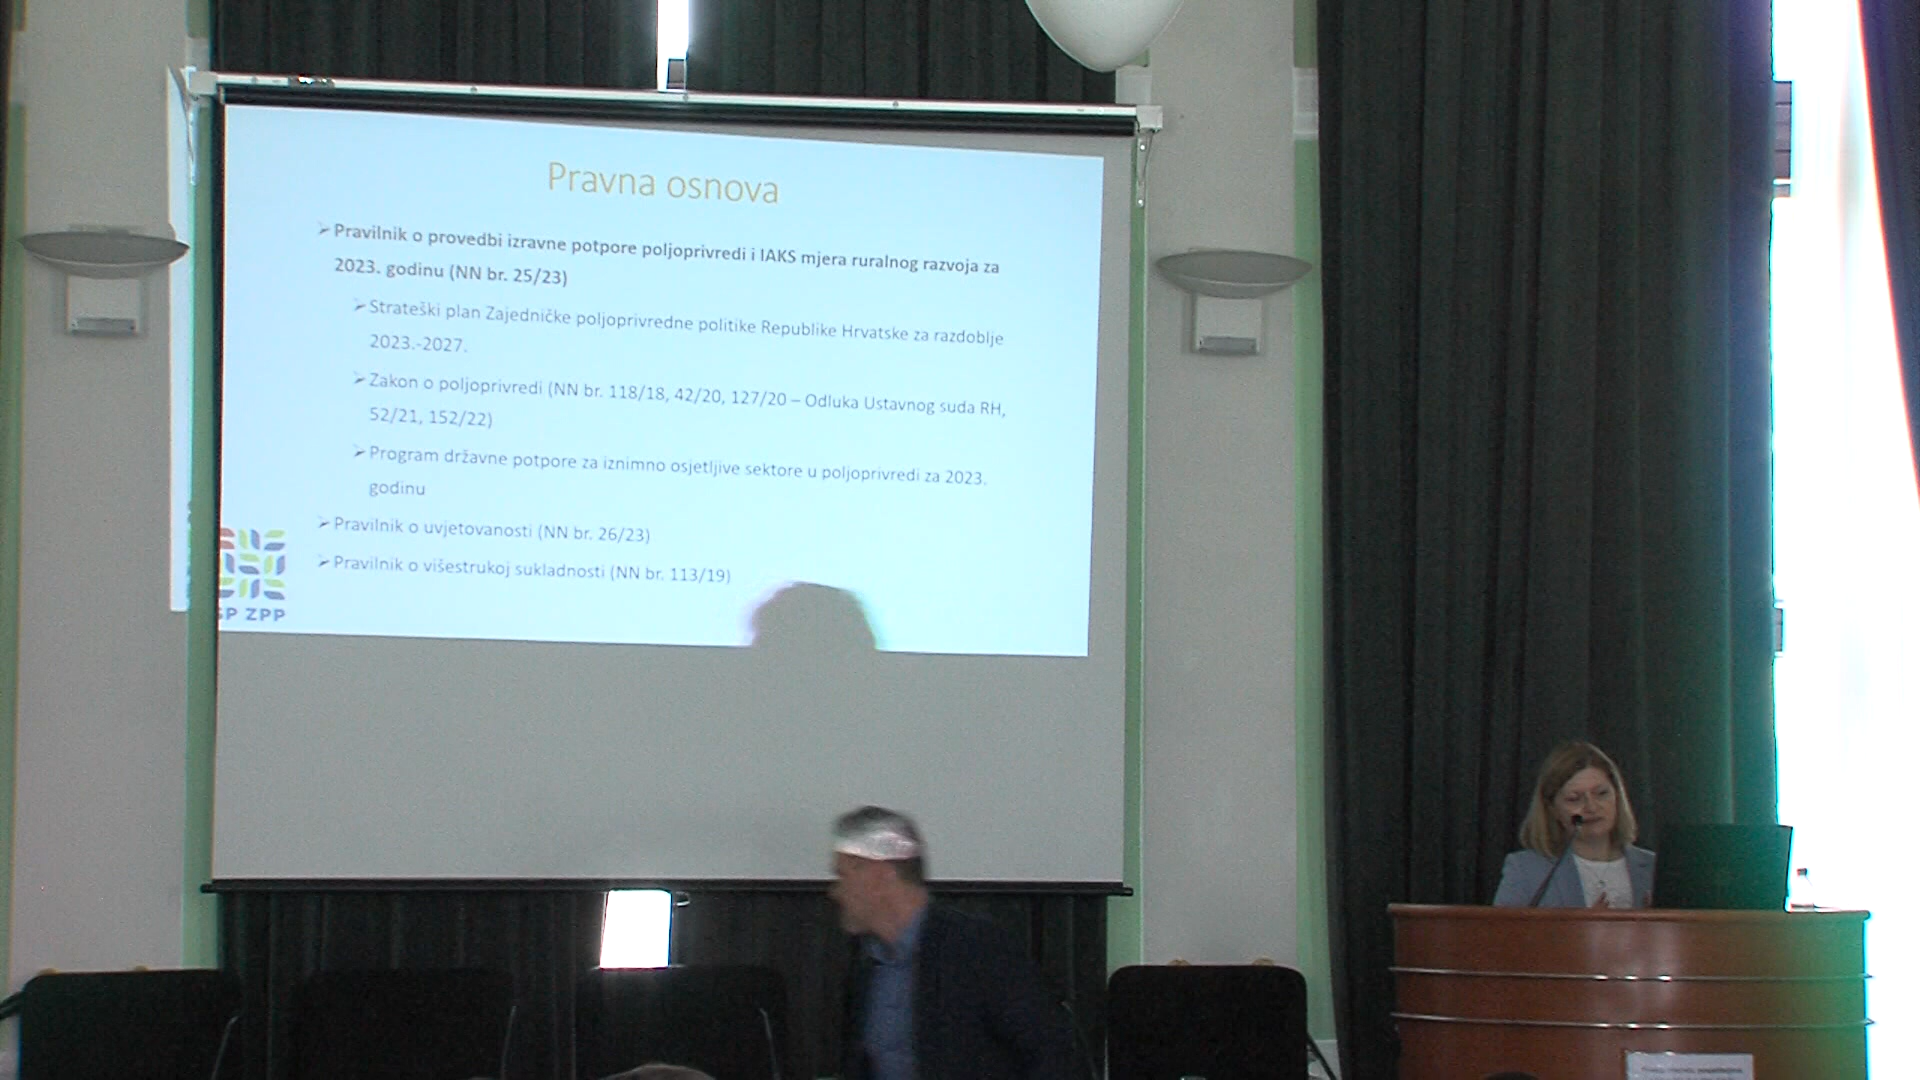 Pravna osnova
Pravilnik o provedbi izravne potpore poljoprivredi i IAKS mjera ruralnog razvoja za
2023. godinu (NN br. 25/23)
Strateški plan Zajedničke poljoprivredne politike Republike Hrvatske za razdoblje
2023.-2027.
Zakon o poljoprivredi (NN br. 118/18, 42/20, 127/20 – Odluka Ustavnog suda RH,
52/21, 152/22)
Program državne potpore za iznimno osjetljive sektore u poljoprivredi za 2023.
godinu
Pravilnik o uvjetovanosti (NN br. 26/23)
Pravilnik o višestrukoj sukladnosti (NN br. 113/19)
SP ZPP